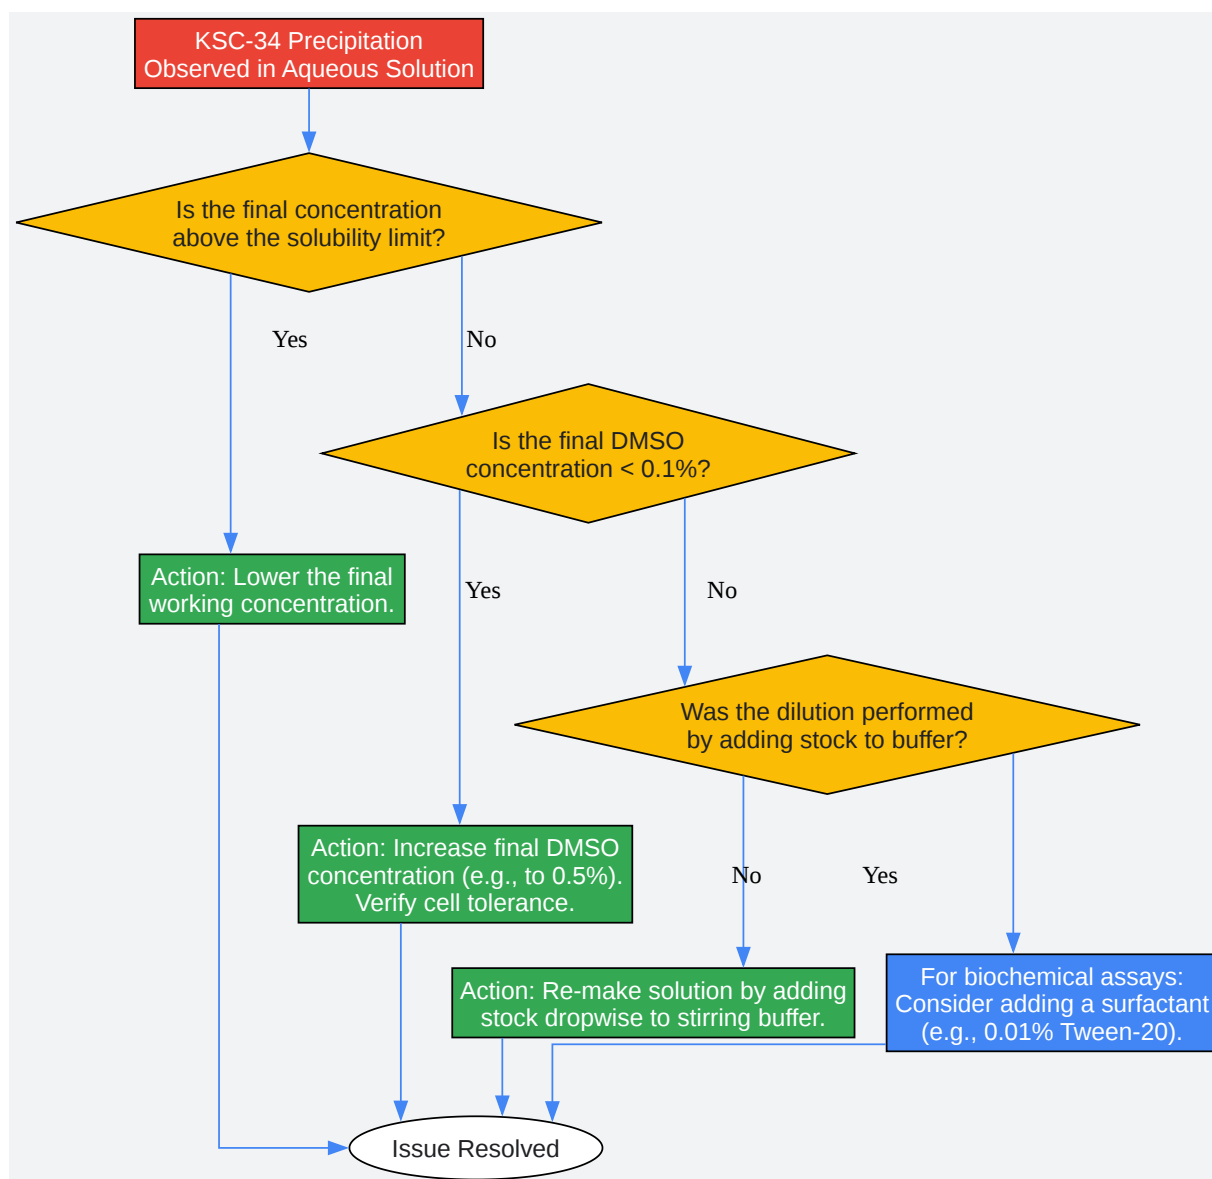 KSC-34 Precipitation
Observed in Aqueous Solution
Is the final concentration
above the solubility limit?
Yes
No
Is the final DMSO
concentration < 0.1%?
Action: Lower the final
working concentration.
Yes
No
Was the dilution performed
by adding stock to buffer?
Action: Increase final DMSO
concentration (e.g., to 0.5%).
Verify cell tolerance.
No
Yes
Action: Re-make solution by adding
stock dropwise to stirring buffer.
For biochemical assays:
Consider adding a surfactant
(e.g., 0.01% Tween-20).
Issue Resolved